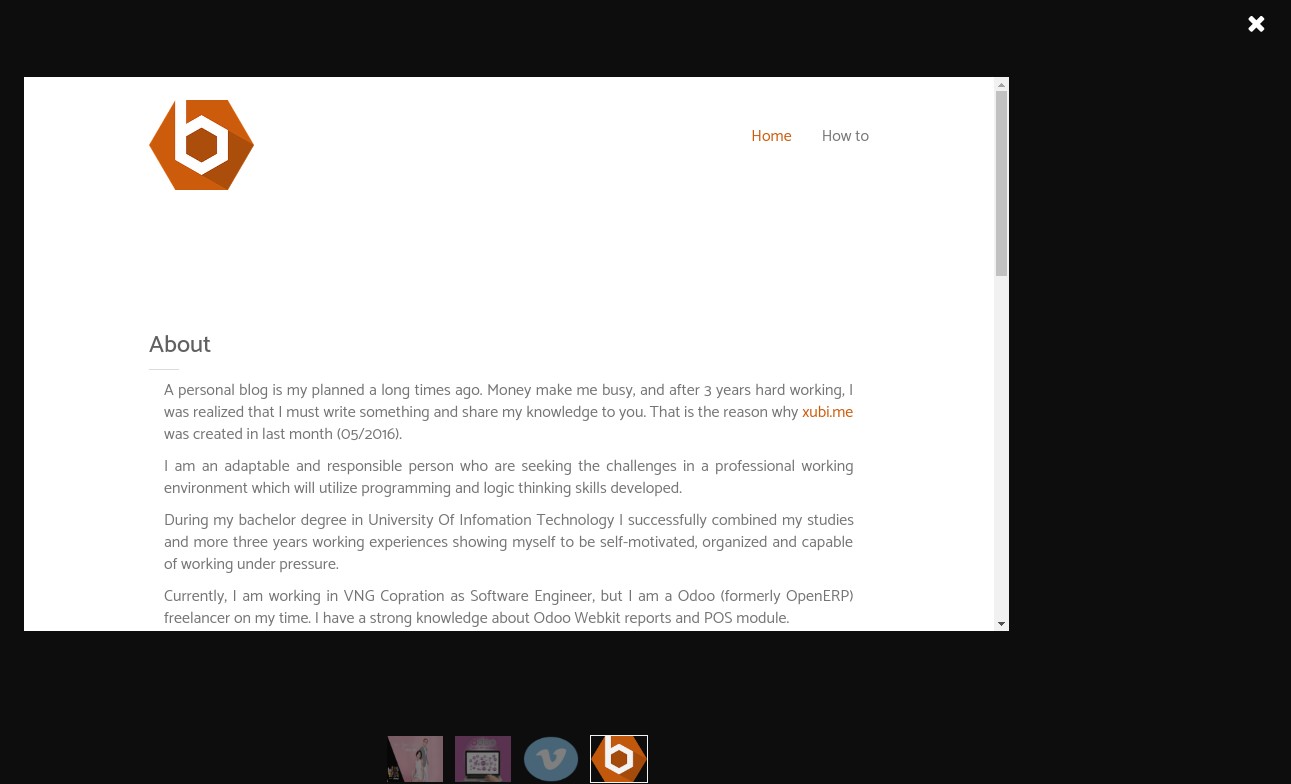 Home How to
About
A personal blog is my planned a long times ago. Money make me busy, and after 3 years hard working, I
was realized that I must write something and share my knowledge to you. That is the reason why xubi.me
was created in last month (05/2016).
I am an adaptable and responsible person who are seeking the challenges in a professional working
environment which will utilize programming and logic thinking skills developed.
During my bachelor degree in University Of Infomation Technology I successfully combined my studies
and more three years working experiences showing myself to be self-motivated, organized and capable
of working under pressure.
Currently, I am working in VNG Copration as Software Engineer, but I am a Odoo (formerly OpenERP)
freelancer on my time. I have a strong knowledge about Odoo Webkit reports and POS module.